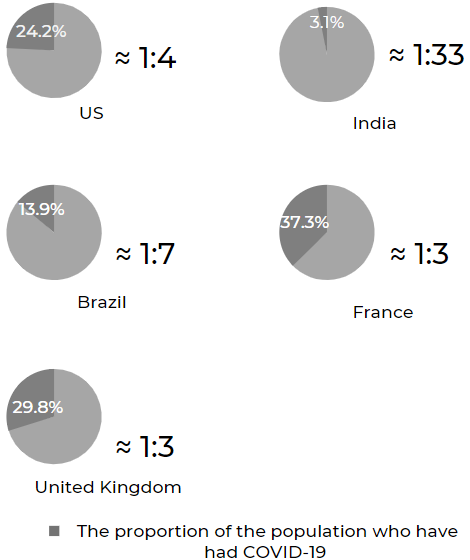 24.2%
≈ 1:4
US
3.1%
≈ 1:33
India
13.9%
≈ 1:7
Brazil
37.3%
≈ 1:3
France
29.8%
≈ 1:3
United Kingdom
The proportion of the population who have
had COVID-19